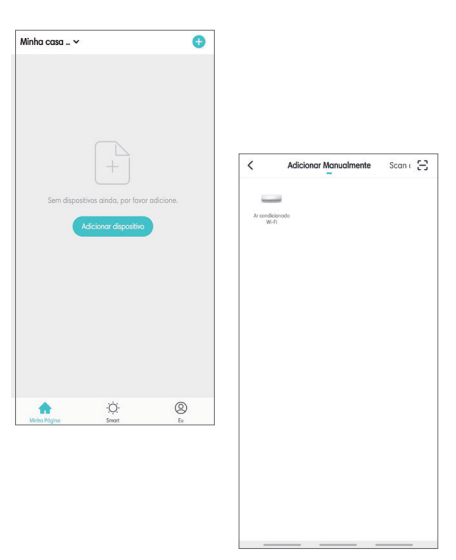 Minha casa ..
Sem dispositivos ainda, por favor adicione.
Adicionar dispositivo
Minha Página
Smart
Eu
Adicionar Manualmente
Scan
Ar condicionado
Wi-Fi